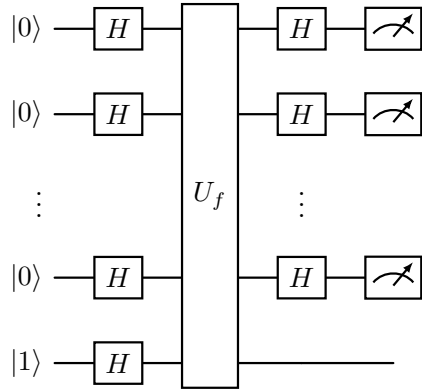 |0⟩ H H
|0⟩ H H
⋮ U_f ⋮
|0⟩ H H
|1⟩ H